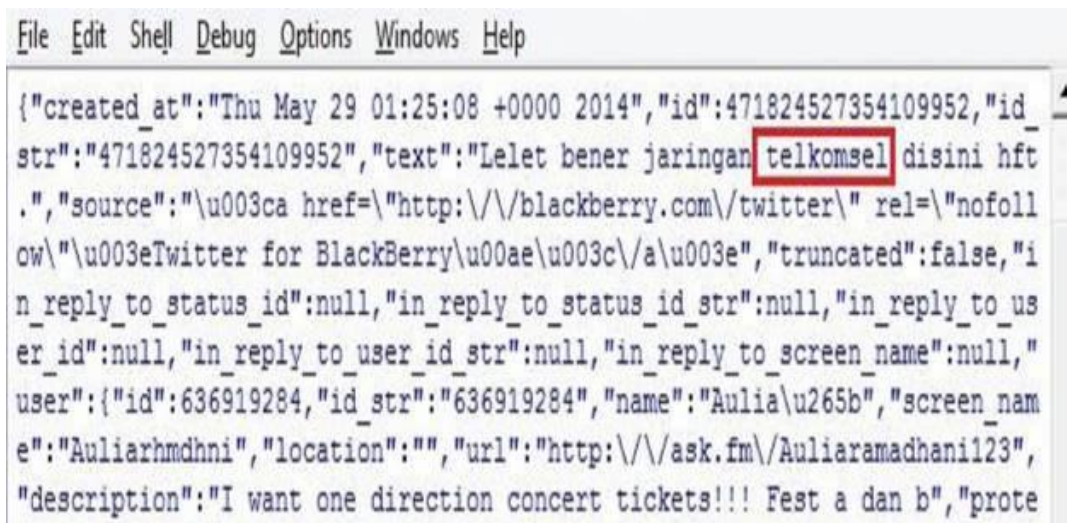 File Edit Shell Debug Options Windows Help
{"created_at":"Thu May 29 01:25:08 +0000 2014","id":471824527354109952,"id_
str":"471824527354109952","text":"Lelet bener jaringan telkomsel disini hft
.","source":"\u003ca href=\"http:\/\/blackberry.com\/twitter\" rel=\"nofoll
ow\"\u003eTwitter for BlackBerry\u00ae\u003c\/a\u003e","truncated":false,"i
n_reply_to_status_id":null,"in_reply_to_status_id_str":null,"in_reply_to_us
er_id":null,"in_reply_to_user_id_str":null,"in_reply_to_screen_name":null,"
user":{"id":636919284,"id_str":"636919284","name":"Aulia\u265b","screen_nam
e":"Auliarhmdhni","location":"","url":"http:\/\/ask.fm\/Auliaramadhani123",
"description":"I want one direction concert tickets!!! Fest a dan b","prote